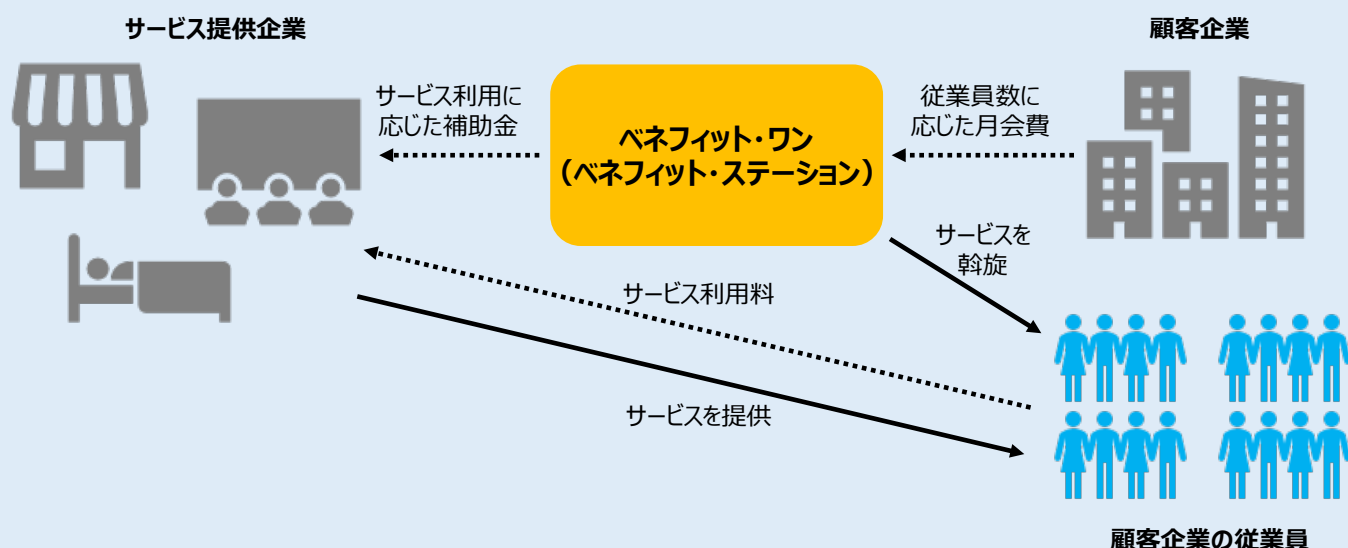 サービス提供企業
顧客企業
サービス利用に
応じた補助金
ベネフィット・ワン
（ベネフィット・ステーション）
従業員数に
応じた月会費
サービスを
斡旋
サービス利用料
サービスを提供
顧客企業の従業員